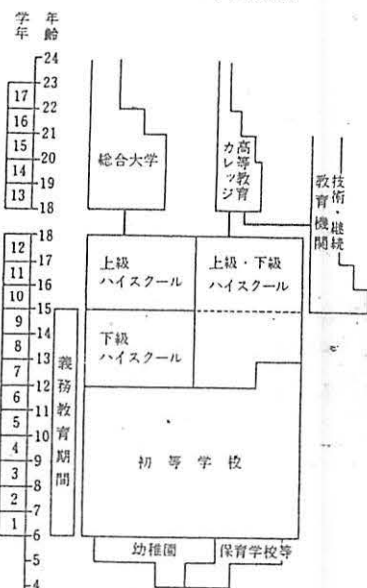 学年
年齢
24
23
17
22
16
21
15
20
14
19
13
18
総合大学
高等教育
カレッジ
技術・継続
教育機関
18
12
17
11
16
10
15
9
14
8
13
7
12
6
11
5
10
4
9
3
8
2
7
1
6
5
4
義務教育期間
上級
ハイスクール
上級・下級
ハイスクール
下級
ハイスクール
初等学校
幼稚園
保育学校等